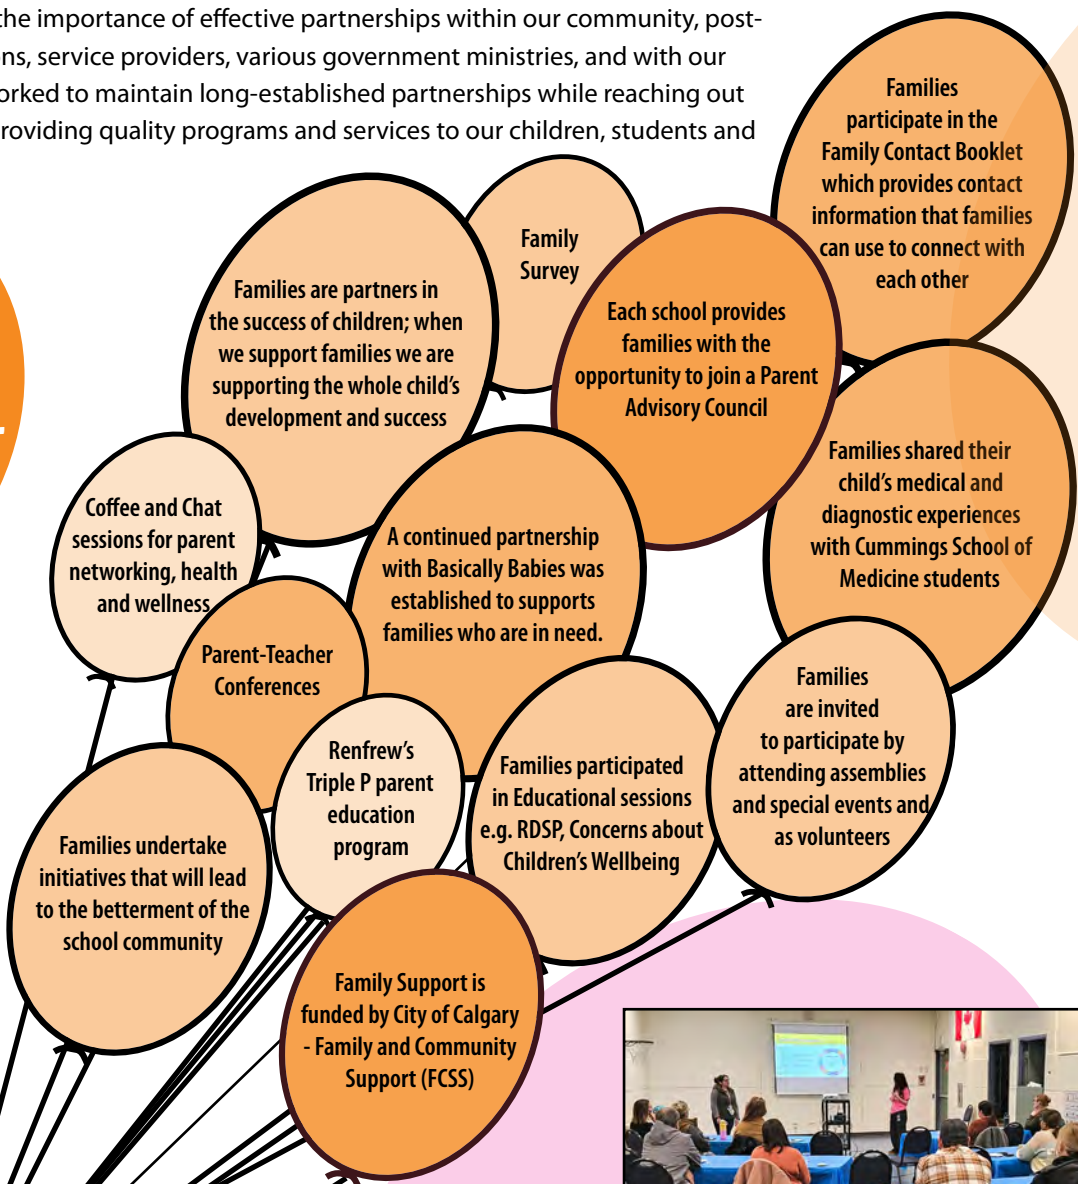 the importance of effective partnerships within our community, post-
ns, service providers, various government ministries, and with our
orked to maintain long-established partnerships while reaching out
roviding quality programs and services to our children, students and
Families
participate in the
Family Contact Booklet
which provides contact
information that families
can use to connect with
each other
Family
Survey
Families are partners in
the success of children; when
we support families we are
supporting the whole child's
development and success
Each school provides
families with the
opportunity to join a Parent
Advisory Council
Families shared their
child's medical and
diagnostic experiences
with Cummings School of
Medicine students
Coffee and Chat
sessions for parent
networking, health
and wellness
A continued partnership
with Basically Babies was
established to supports
families who are in need.
Parent-Teacher
Conferences
Families
are invited
to participate by
attending assemblies
and special events and
as volunteers
Renfrew's
Triple P parent
education
program
Families participated
in Educational sessions
e.g. RDSP, Concerns about
Children's Wellbeing
Families undertake
initiatives that will lead
to the betterment of the
school community
Family Support is
funded by City of Calgary
- Family and Community
Support (FCSS)